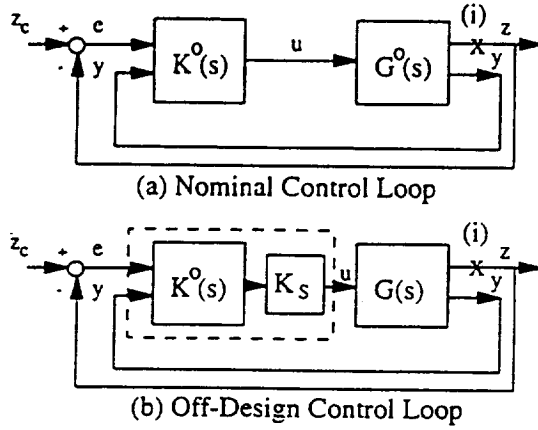 z_c + e (i) z
K^o(s) u G^o(s) x
- y y
(a) Nominal Control Loop
z_c + e (i) z
K^o(s) K_S u G(s) x
- y y
(b) Off-Design Control Loop